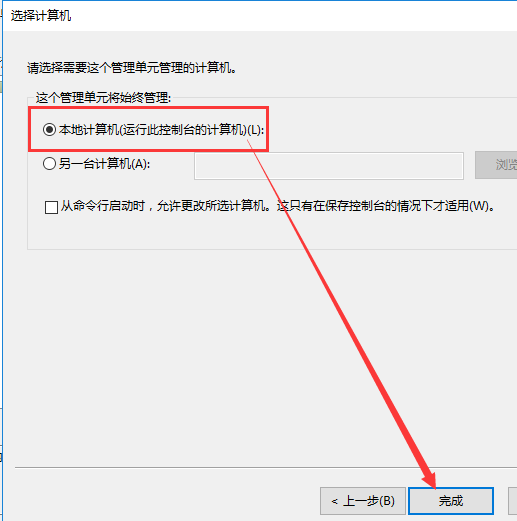 选择计算机
请选择需要这个管理单元管理的计算机。
这个管理单元将始终管理:
本地计算机(运行此控制台的计算机)(L):
另一台计算机(A):
浏览
从命令行启动时，允许更改所选计算机。这只有在保存控制台的情况下才适用(W)。
< 上一步(B)
完成